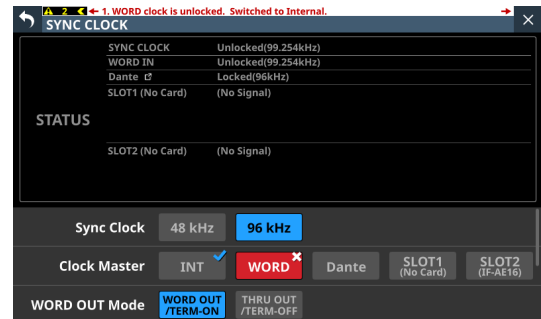 2 1. WORD clock is unlocked. Switched to Internal.
SYNC CLOCK
SYNC CLOCK Unlocked(99.254kHz)
WORD IN Unlocked(99.254kHz)
Dante Locked(96kHz)
SLOT1 (No Card) (No Signal)
STATUS
SLOT2 (No Card) (No Signal)
Sync Clock 48 kHz 96 kHz
Clock Master INT WORD Dante SLOT1 (No Card) SLOT2 (IF-AE16)
WORD OUT Mode WORD OUT /TERM-ON THRU OUT /TERM-OFF